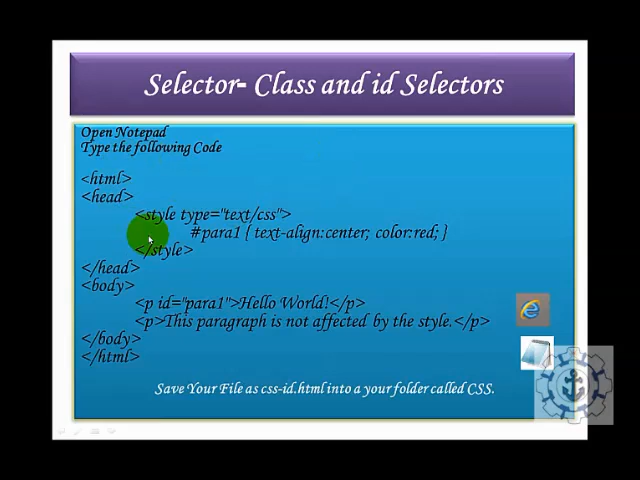 Selector- Class and id Selectors
Open Notepad
Type the following Code
<html>
<head>
<style type="text/css">
#para1 { text-align:center; color:red; }
</style>
</head>
<body>
<p id="para1">Hello World!</p>
<p>This paragraph is not affected by the style.</p>
</body>
</html>
Save Your File as css-id.html into a your folder called CSS.